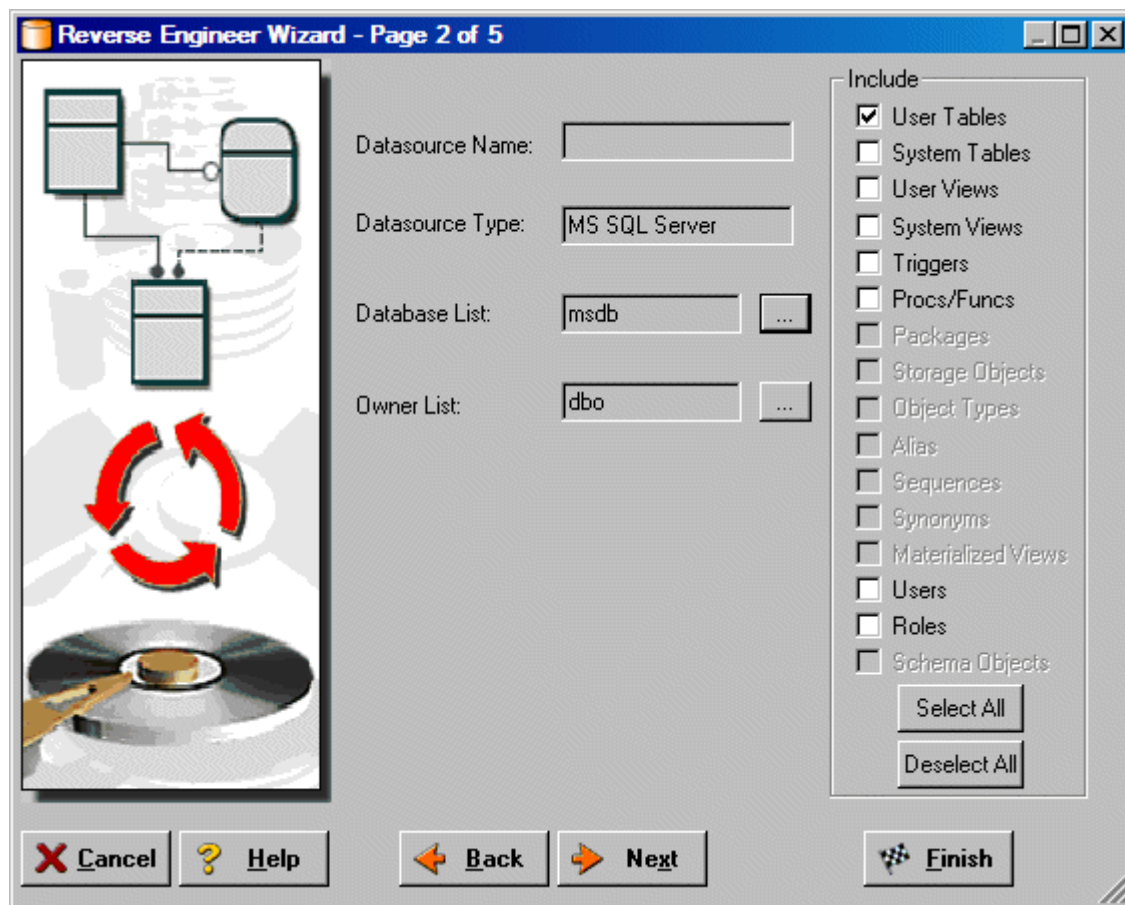 Reverse Engineer Wizard - Page 2 of 5
Datasource Name:
Datasource Type:
MS SQL Server
Database List:
msdb
...
Owner List:
dbo
...
Include
User Tables
System Tables
User Views
System Views
Triggers
Procs/Funcs
Packages
Storage Objects
Object Types
Alias
Sequences
Synonyms
Materialized Views
Users
Roles
Schema Objects
Select All
Deselect All
Cancel
Help
Back
Next
Finish